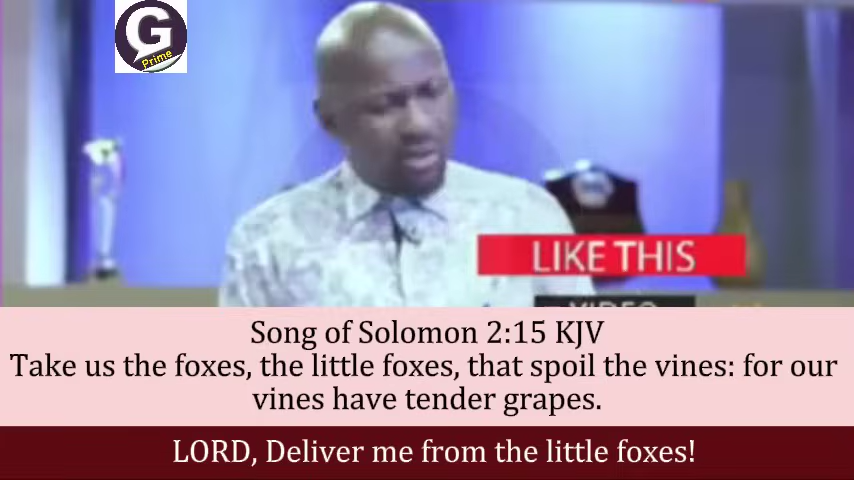 G
Prime
LIKE THIS
VIDEO
Song of Solomon 2:15 KJV
Take us the foxes, the little foxes, that spoil the vines: for our
vines have tender grapes.
LORD, Deliver me from the little foxes!